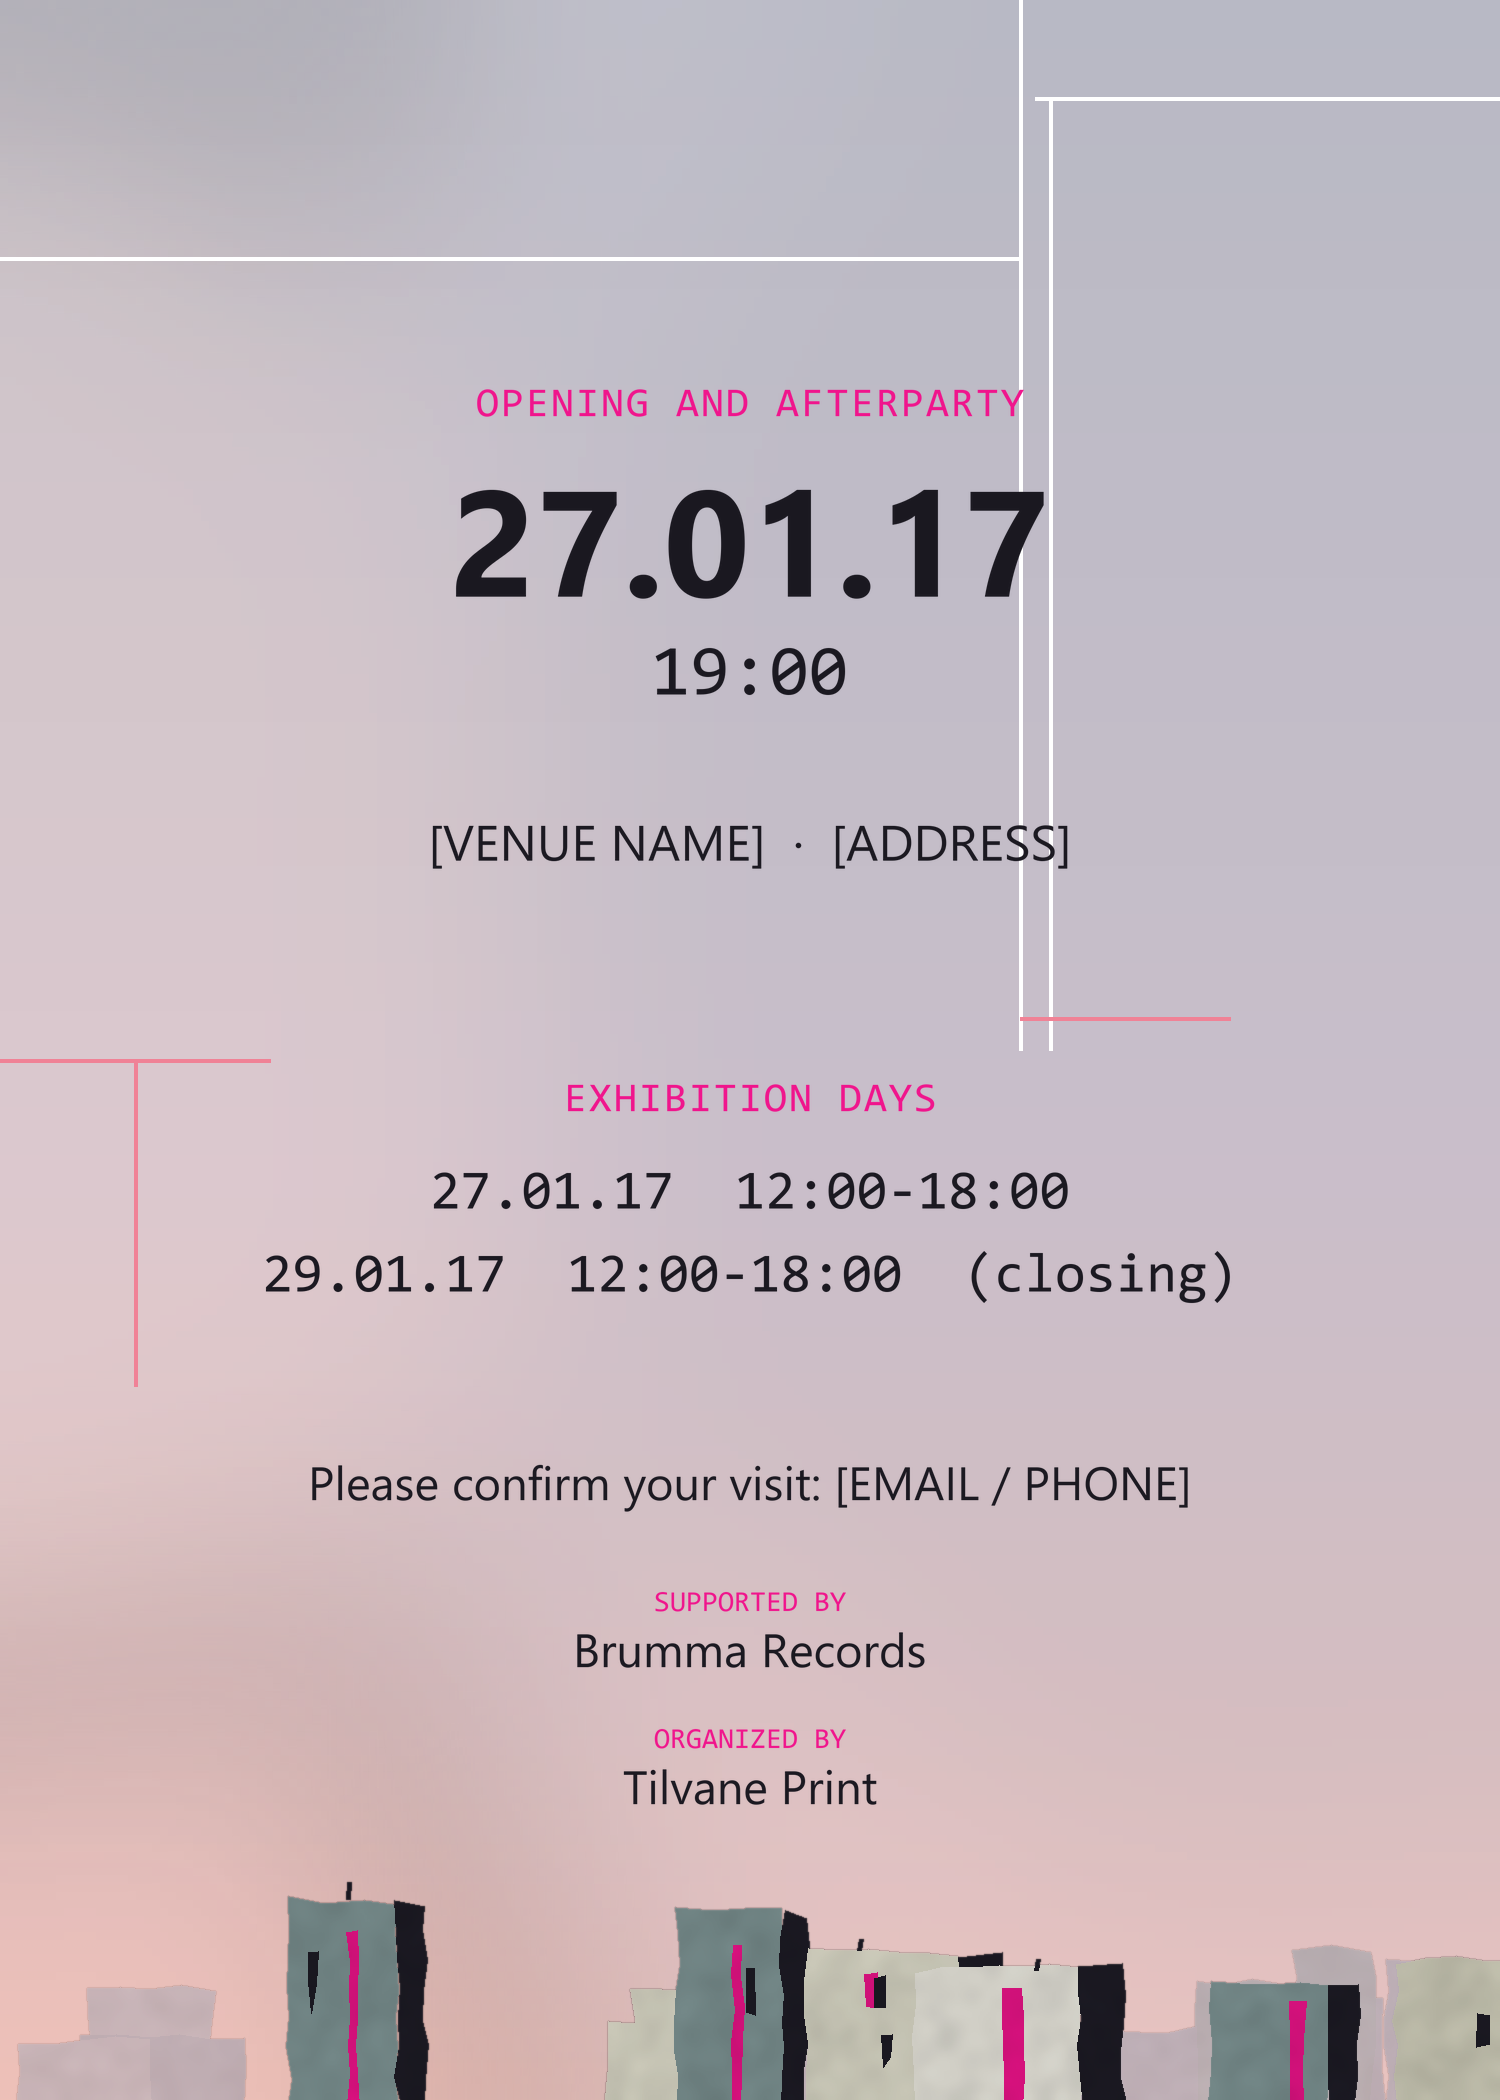 OPENING AND AFTERPARTY
27.01.17
19:00
[VENUE NAME] · [ADDRESS]
EXHIBITION DAYS
27.01.17 12:00-18:00
29.01.17 12:00-18:00 (closing)
Please confirm your visit: [EMAIL / PHONE]
SUPPORTED BY
Brumma Records
ORGANIZED BY
Tilvane Print